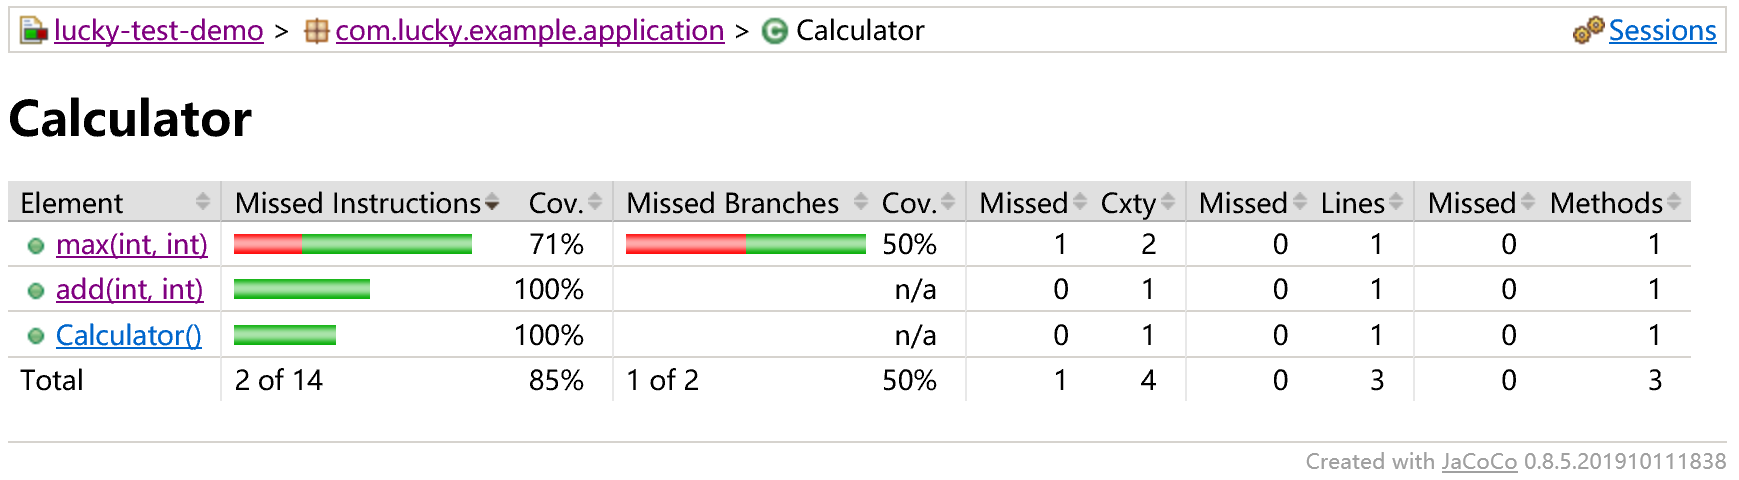 lucky-test-demo > com.lucky.example.application > C Calculator Sessions
Calculator
Element Missed Instructions Cov. Missed Branches Cov. Missed Cxty Missed Lines Missed Methods
max(int, int) 71% 50% 1 2 0 1 0 1
add(int, int) 100% n/a 0 1 0 1 0 1
Calculator() 100% n/a 0 1 0 1 0 1
Total 2 of 14 85% 1 of 2 50% 1 4 0 3 0 3
Created with JaCoCo 0.8.5.201910111838